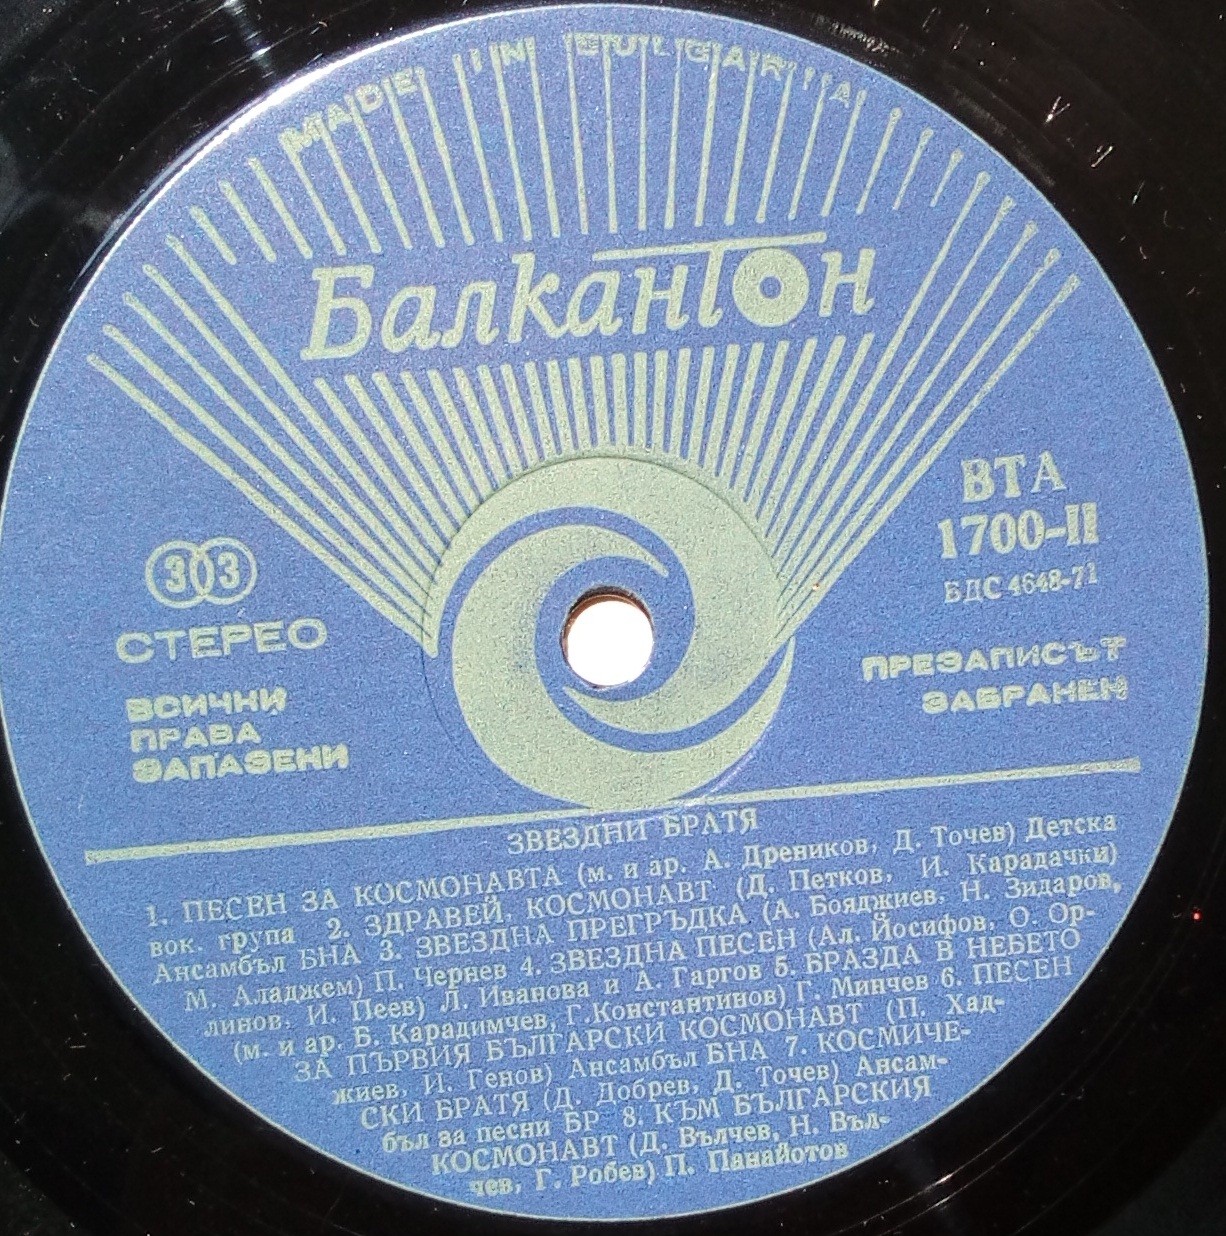 MADE IN BULGARIA
Балкантон
ВТА
1700-II
БДС 4648-71
33
СТЕРЕО
ВСИЧКИ
ПРАВА
ЗАПАЗЕНИ
ПРЕЗАПИСЪТ
ЗАБРАНЕН
ЗВЕЗДНИ БРАТЯ
1. ПЕСЕН ЗА КОСМОНАВТА (м. и ар. А. Дреников, Д. Точев) Детска
вок. група 2. ЗДРАВЕЙ, КОСМОНАВТ (Д. Петков, И. Карадачки)
Ансамбъл БНА 3. ЗВЕЗДНА ПРЕГРЪДКА (А. Бояджиев, Н. Зидаров,
М. Аладжем) П. Чернев 4. ЗВЕЗДНА ПЕСЕН (Ал. Йосифов, О. Ор-
линов, И. Пеев) Л. Иванова и А. Гаргов 5. БРАЗДА В НЕБЕТО
(м. и ар. Б. Карадимчев, Г. Константинов) Г. Минчев 6. ПЕСЕН
ЗА ПЪРВИЯ БЪЛГАРСКИ КОСМОНАВТ (П. Хад-
жиев, И. Генов) Ансамбъл БНА 7. КОСМИЧЕ-
СКИ БРАТЯ (Д. Добрев, Д. Точев) Ансам-
бъл за песни БР 8. КЪМ БЪЛГАРСКИЯ
КОСМОНАВТ (Д. Вълчев, Н. Въл-
чев, Г. Робев) П. Панайотов